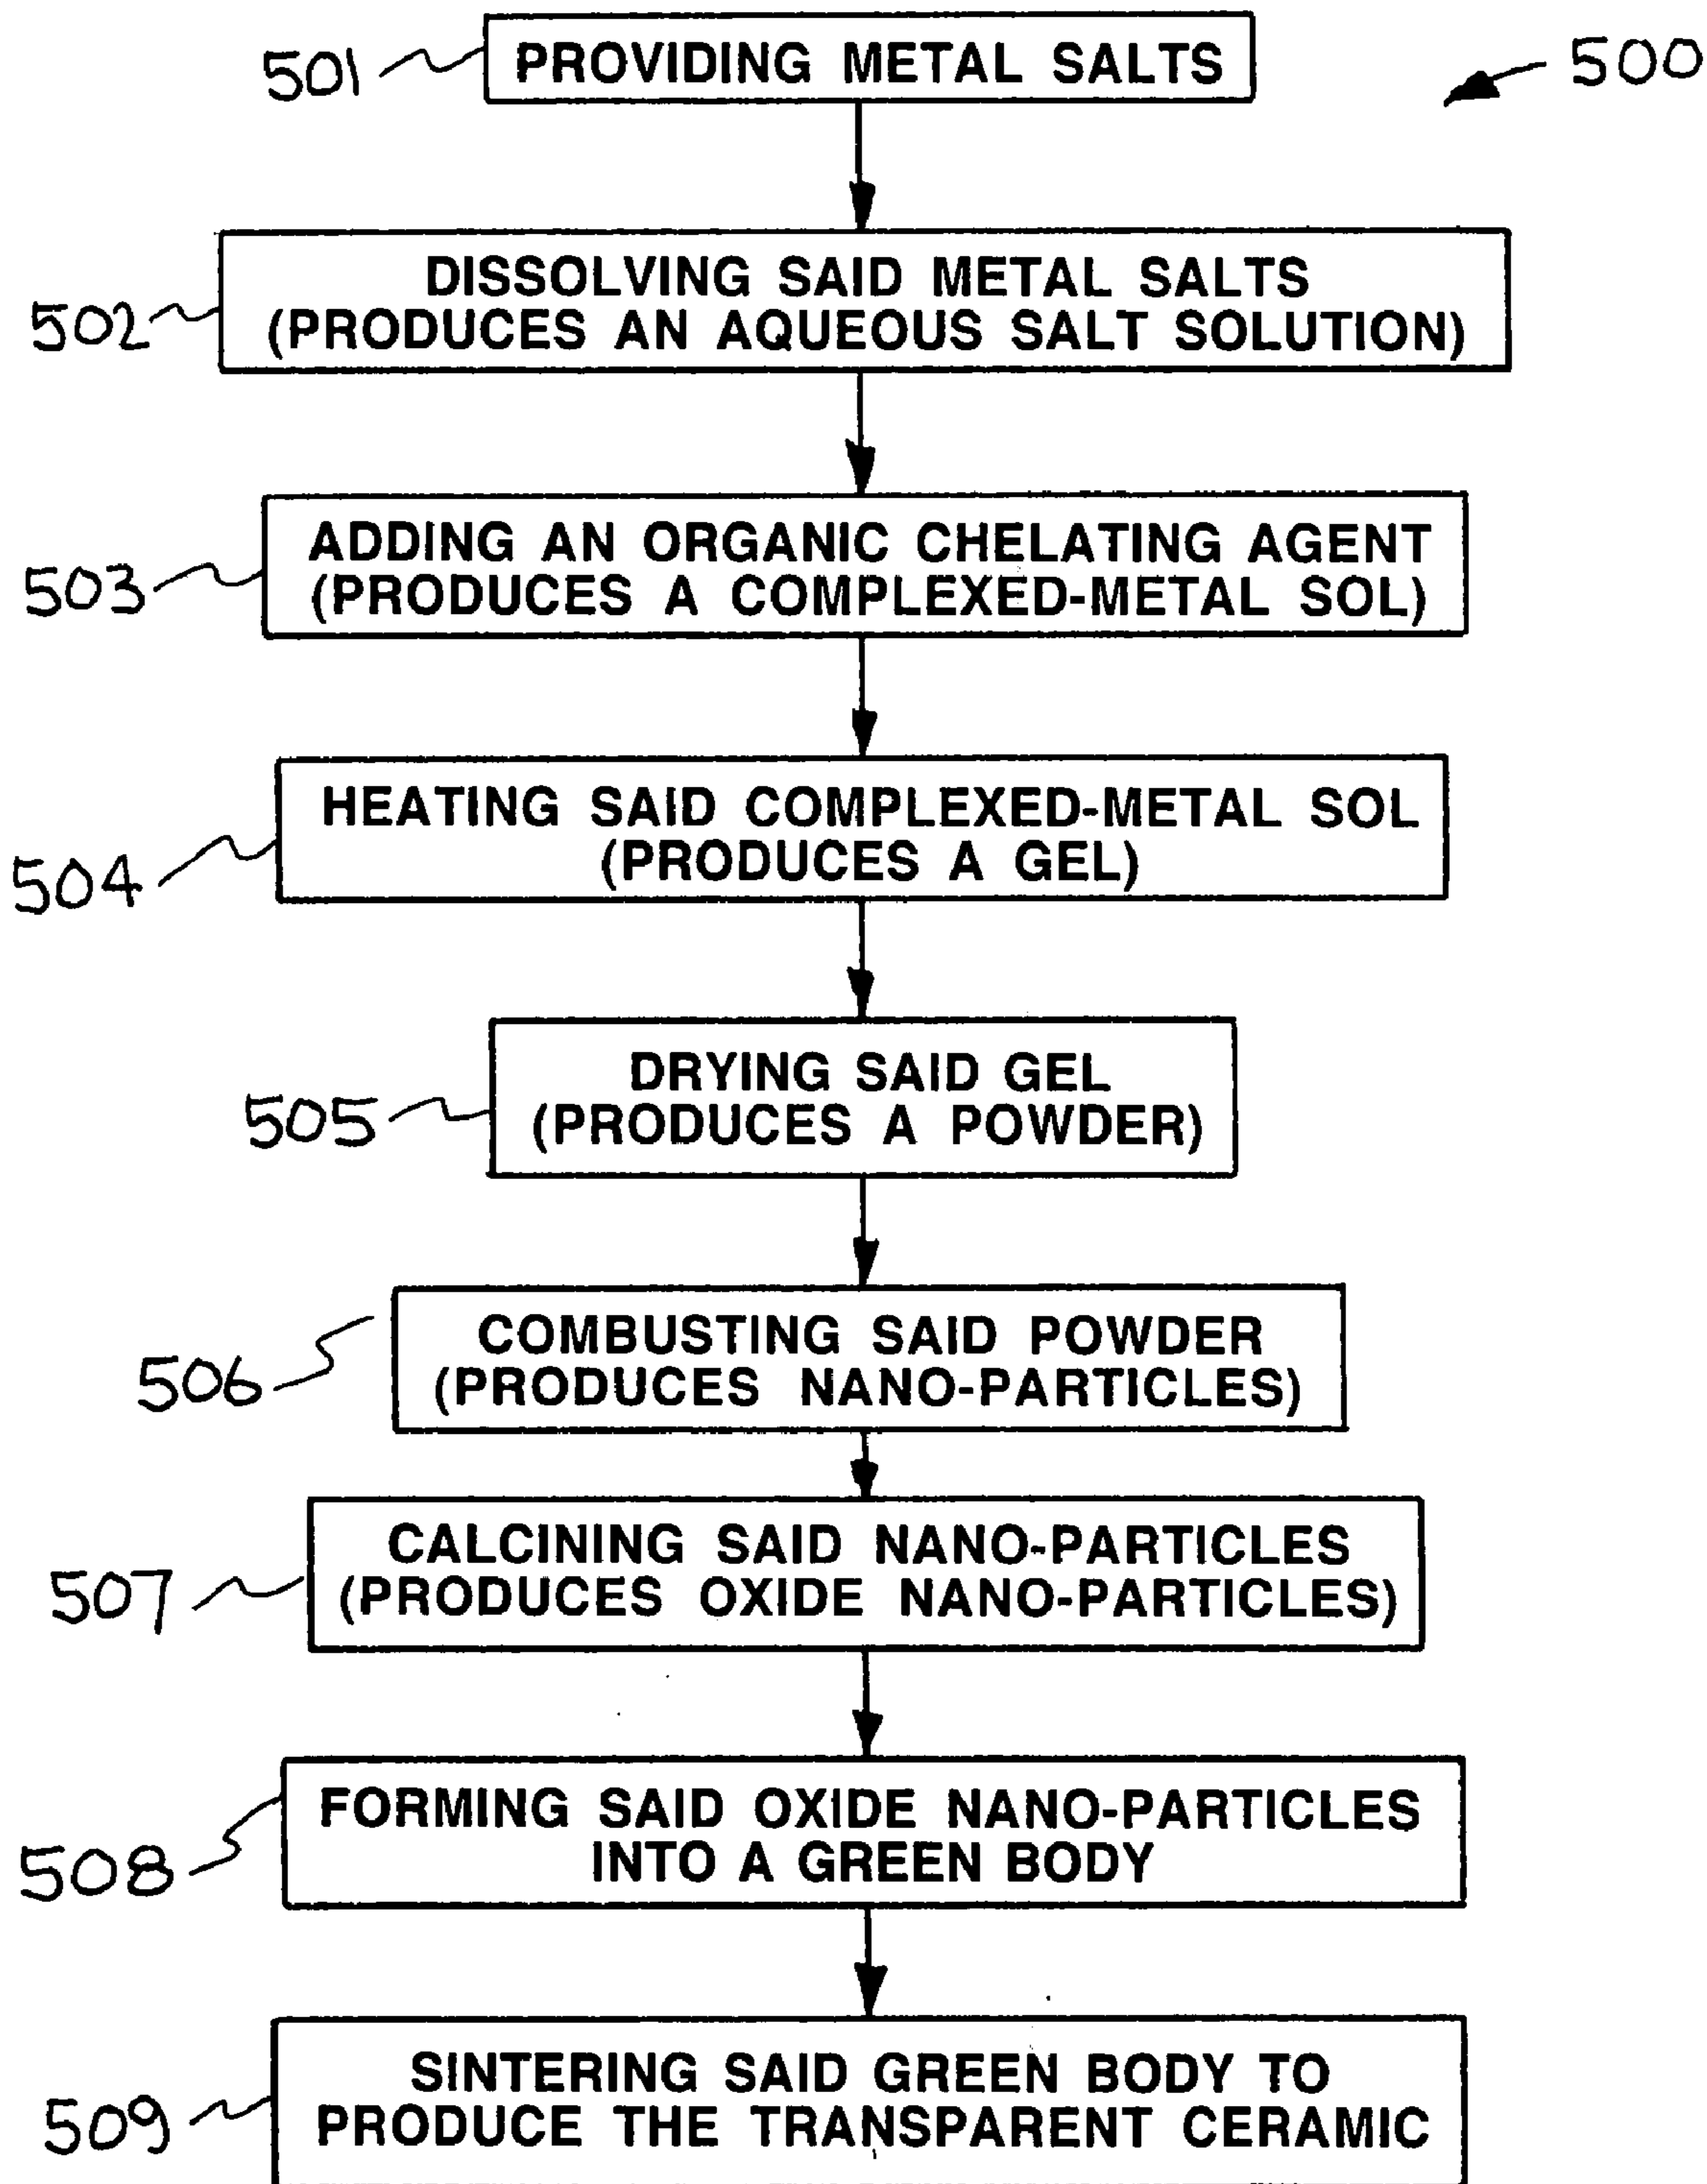 501 PROVIDING METAL SALTS 500
DISSOLVING SAID METAL SALTS
502 (PRODUCES AN AQUEOUS SALT SOLUTION)
ADDING AN ORGANIC CHELATING AGENT
503 (PRODUCES A COMPLEXED-METAL SOL)
HEATING SAID COMPLEXED-METAL SOL
504 (PRODUCES A GEL)
DRYING SAID GEL
505 (PRODUCES A POWDER)
COMBUSTING SAID POWDER
506 (PRODUCES NANO-PARTICLES)
CALCINING SAID NANO-PARTICLES
507 (PRODUCES OXIDE NANO-PARTICLES)
FORMING SAID OXIDE NANO-PARTICLES
508 INTO A GREEN BODY
SINTERING SAID GREEN BODY TO
509 PRODUCE THE TRANSPARENT CERAMIC